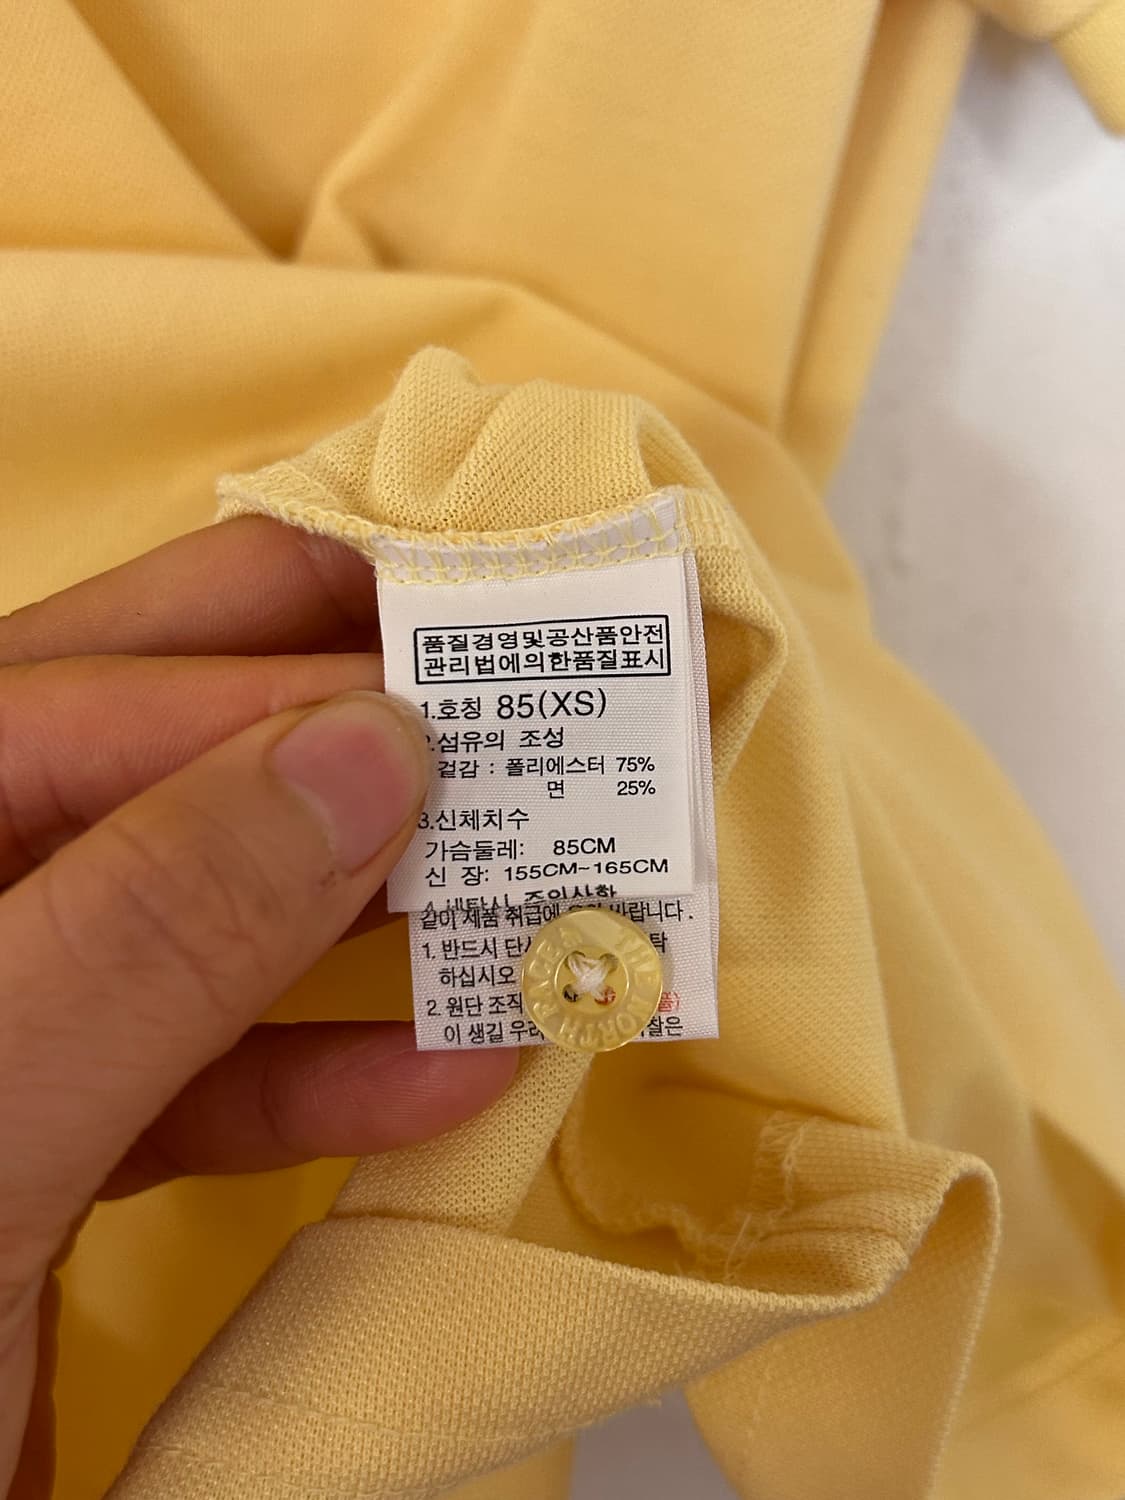 품질경영및공산품안전
관리법에의한품질표시
1.호칭 85(XS)
2.섬유의 조성
겉감 : 폴리에스터 75%
면 25%
3.신체치수
가슴둘레: 85CM
신 장: 155CM~165CM
4.
같이 제품 취급에 바랍니다.
1. 반드시
하십시오
2. 원단 조직
이 생길
THE NORTH FACE